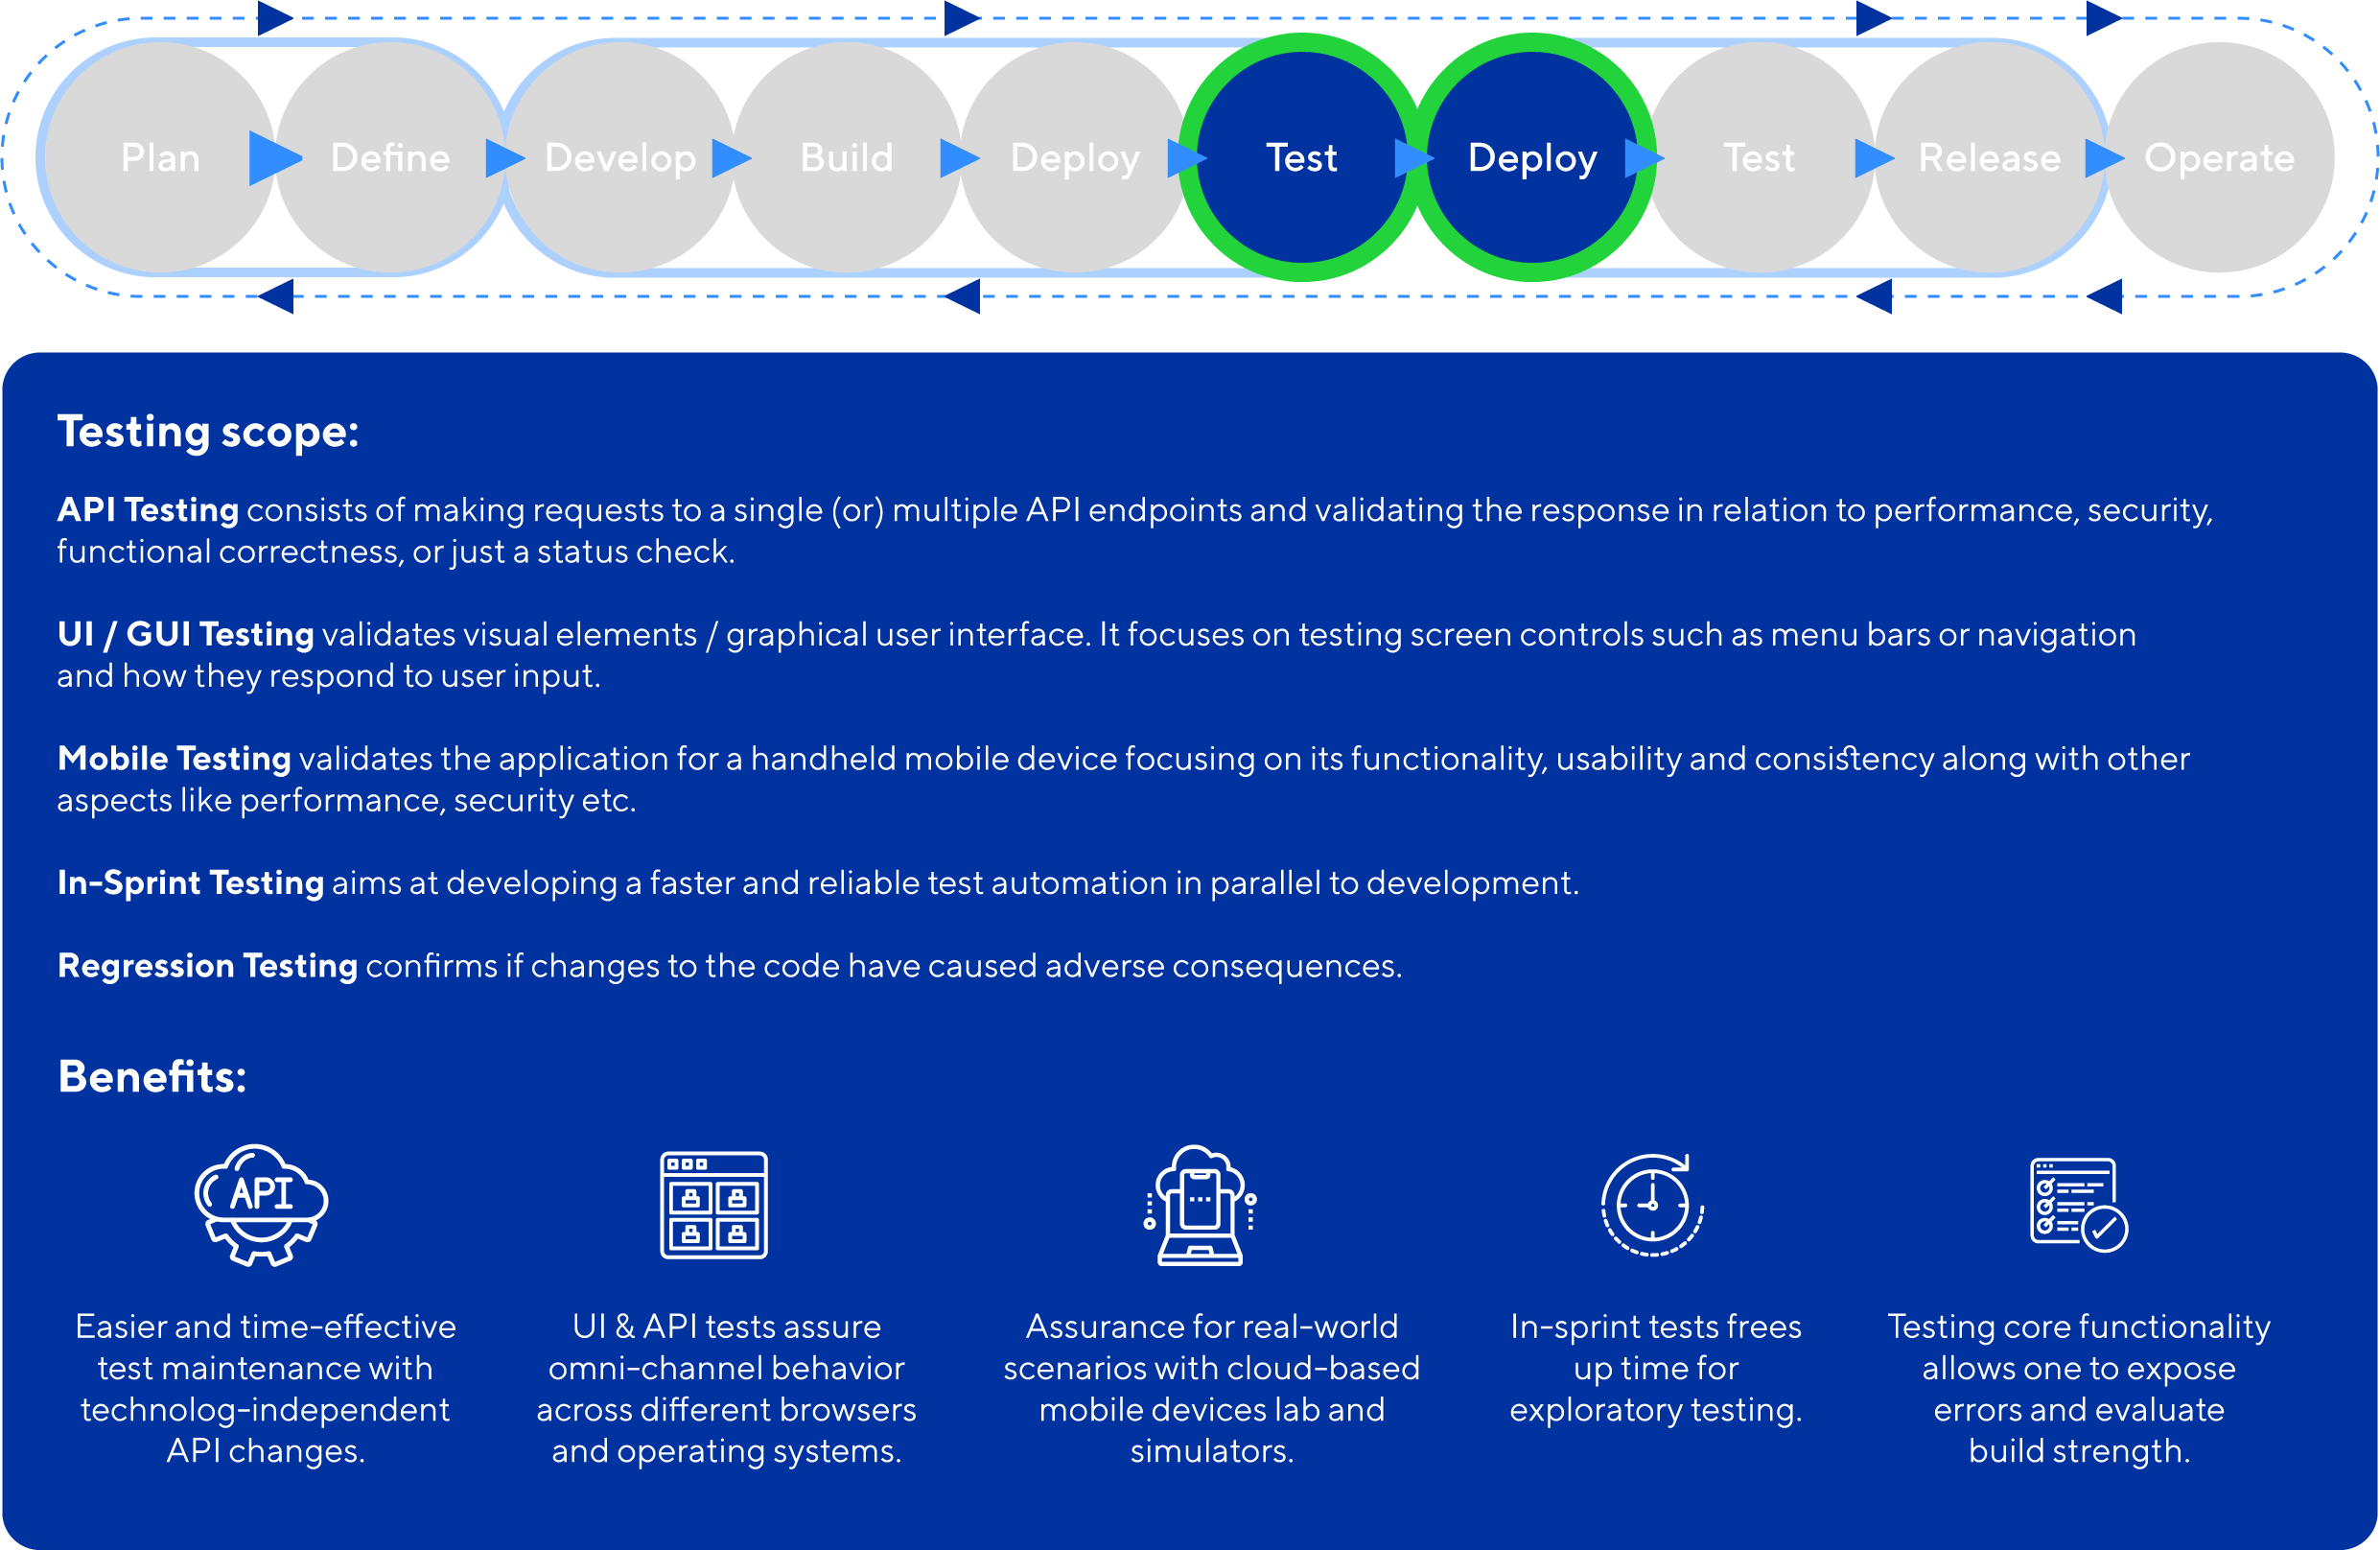 Plan
Define
Develop
Build
Deploy
Test
Deploy
Test
Release
Operate
Testing scope:
API Testing consists of making requests to a single (or) multiple API endpoints and validating the response in relation to performance, security,
functional correctness, or just a status check.
UI / GUI Testing validates visual elements / graphical user interface. It focuses on testing screen controls such as menu bars or navigation
and how they respond to user input.
Mobile Testing validates the application for a handheld mobile device focusing on its functionality, usability and consistency along with other
aspects like performance, security etc.
In-Sprint Testing aims at developing a faster and reliable test automation in parallel to development.
Regression Testing confirms if changes to the code have caused adverse consequences.
Benefits:
API
Easier and time-effective
test maintenance with
technolog-independent
API changes.
UI & API tests assure
omni-channel behavior
across different browsers
and operating systems.
Assurance for real-world
scenarios with cloud-based
mobile devices lab and
simulators.
In-sprint tests frees
up time for
exploratory testing.
Testing core functionality
allows one to expose
errors and evaluate
build strength.